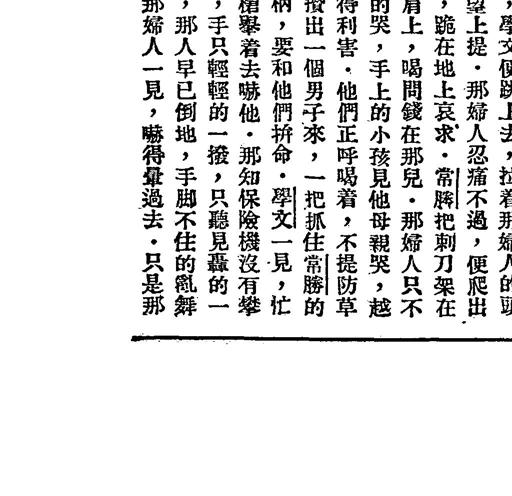 ，學文便跳上去，拉着那婦人的頭
望上提．那婦人忍痛不過，便爬出
，跪在地上哀求．常勝把刺刀架在
肩上，喝問錢在那兒．那婦人只不
的哭，手上的小孩見他母親哭，越
得利害．他們正呼喝着，不提防草
攢出一個男子來，一把抓住常勝的
柄，要和他們拚命．學文一見，忙
槍舉着去嚇他．那知保險機沒有攀
，手只輕輕的一撥，只聽見轟的一
，那人早已倒地，手脚不住的亂舞
那婦人一見，嚇得暈過去．只是那